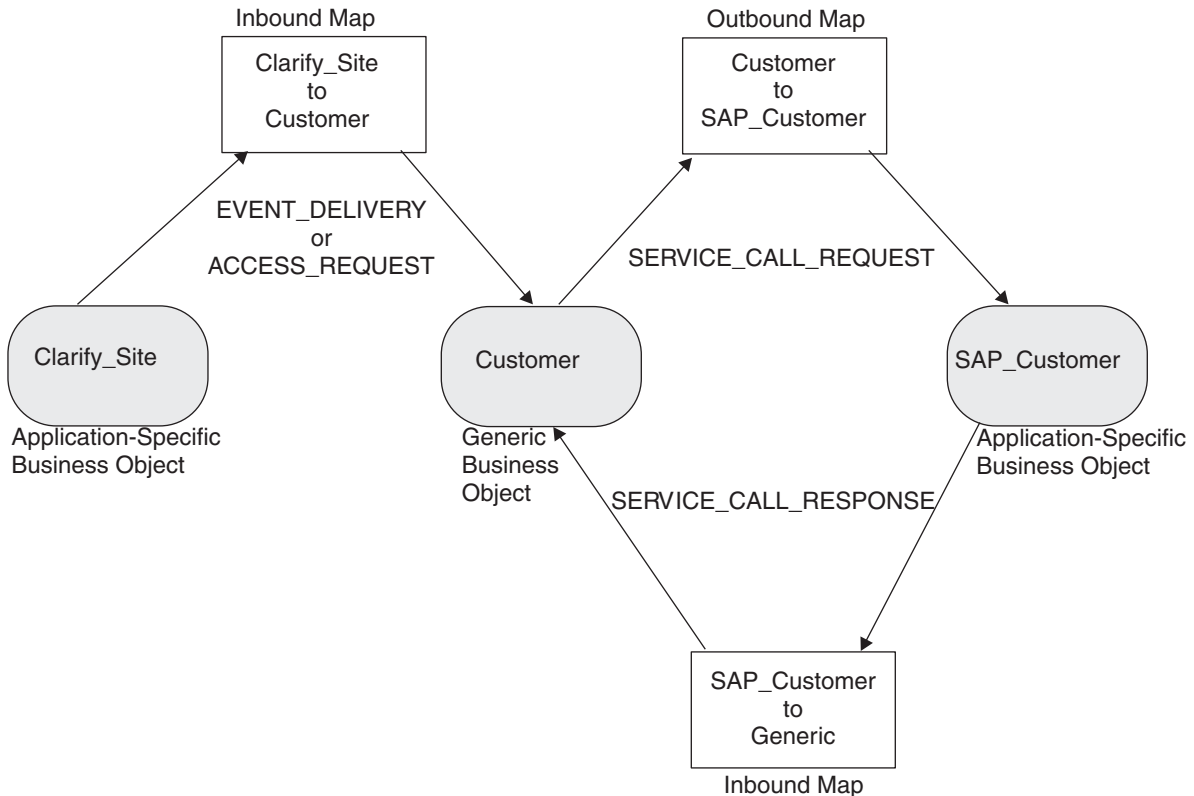 Inbound Map
Clarify_Site
to
Customer
Outbound Map
Customer
to
SAP_Customer
EVENT_DELIVERY
or
ACCESS_REQUEST
SERVICE_CALL_REQUEST
Clarify_Site
Application-Specific
Business Object
Customer
Generic
Business
Object
SAP_Customer
Application-Specific
Business Object
SERVICE_CALL_RESPONSE
SAP_Customer
to
Generic
Inbound Map